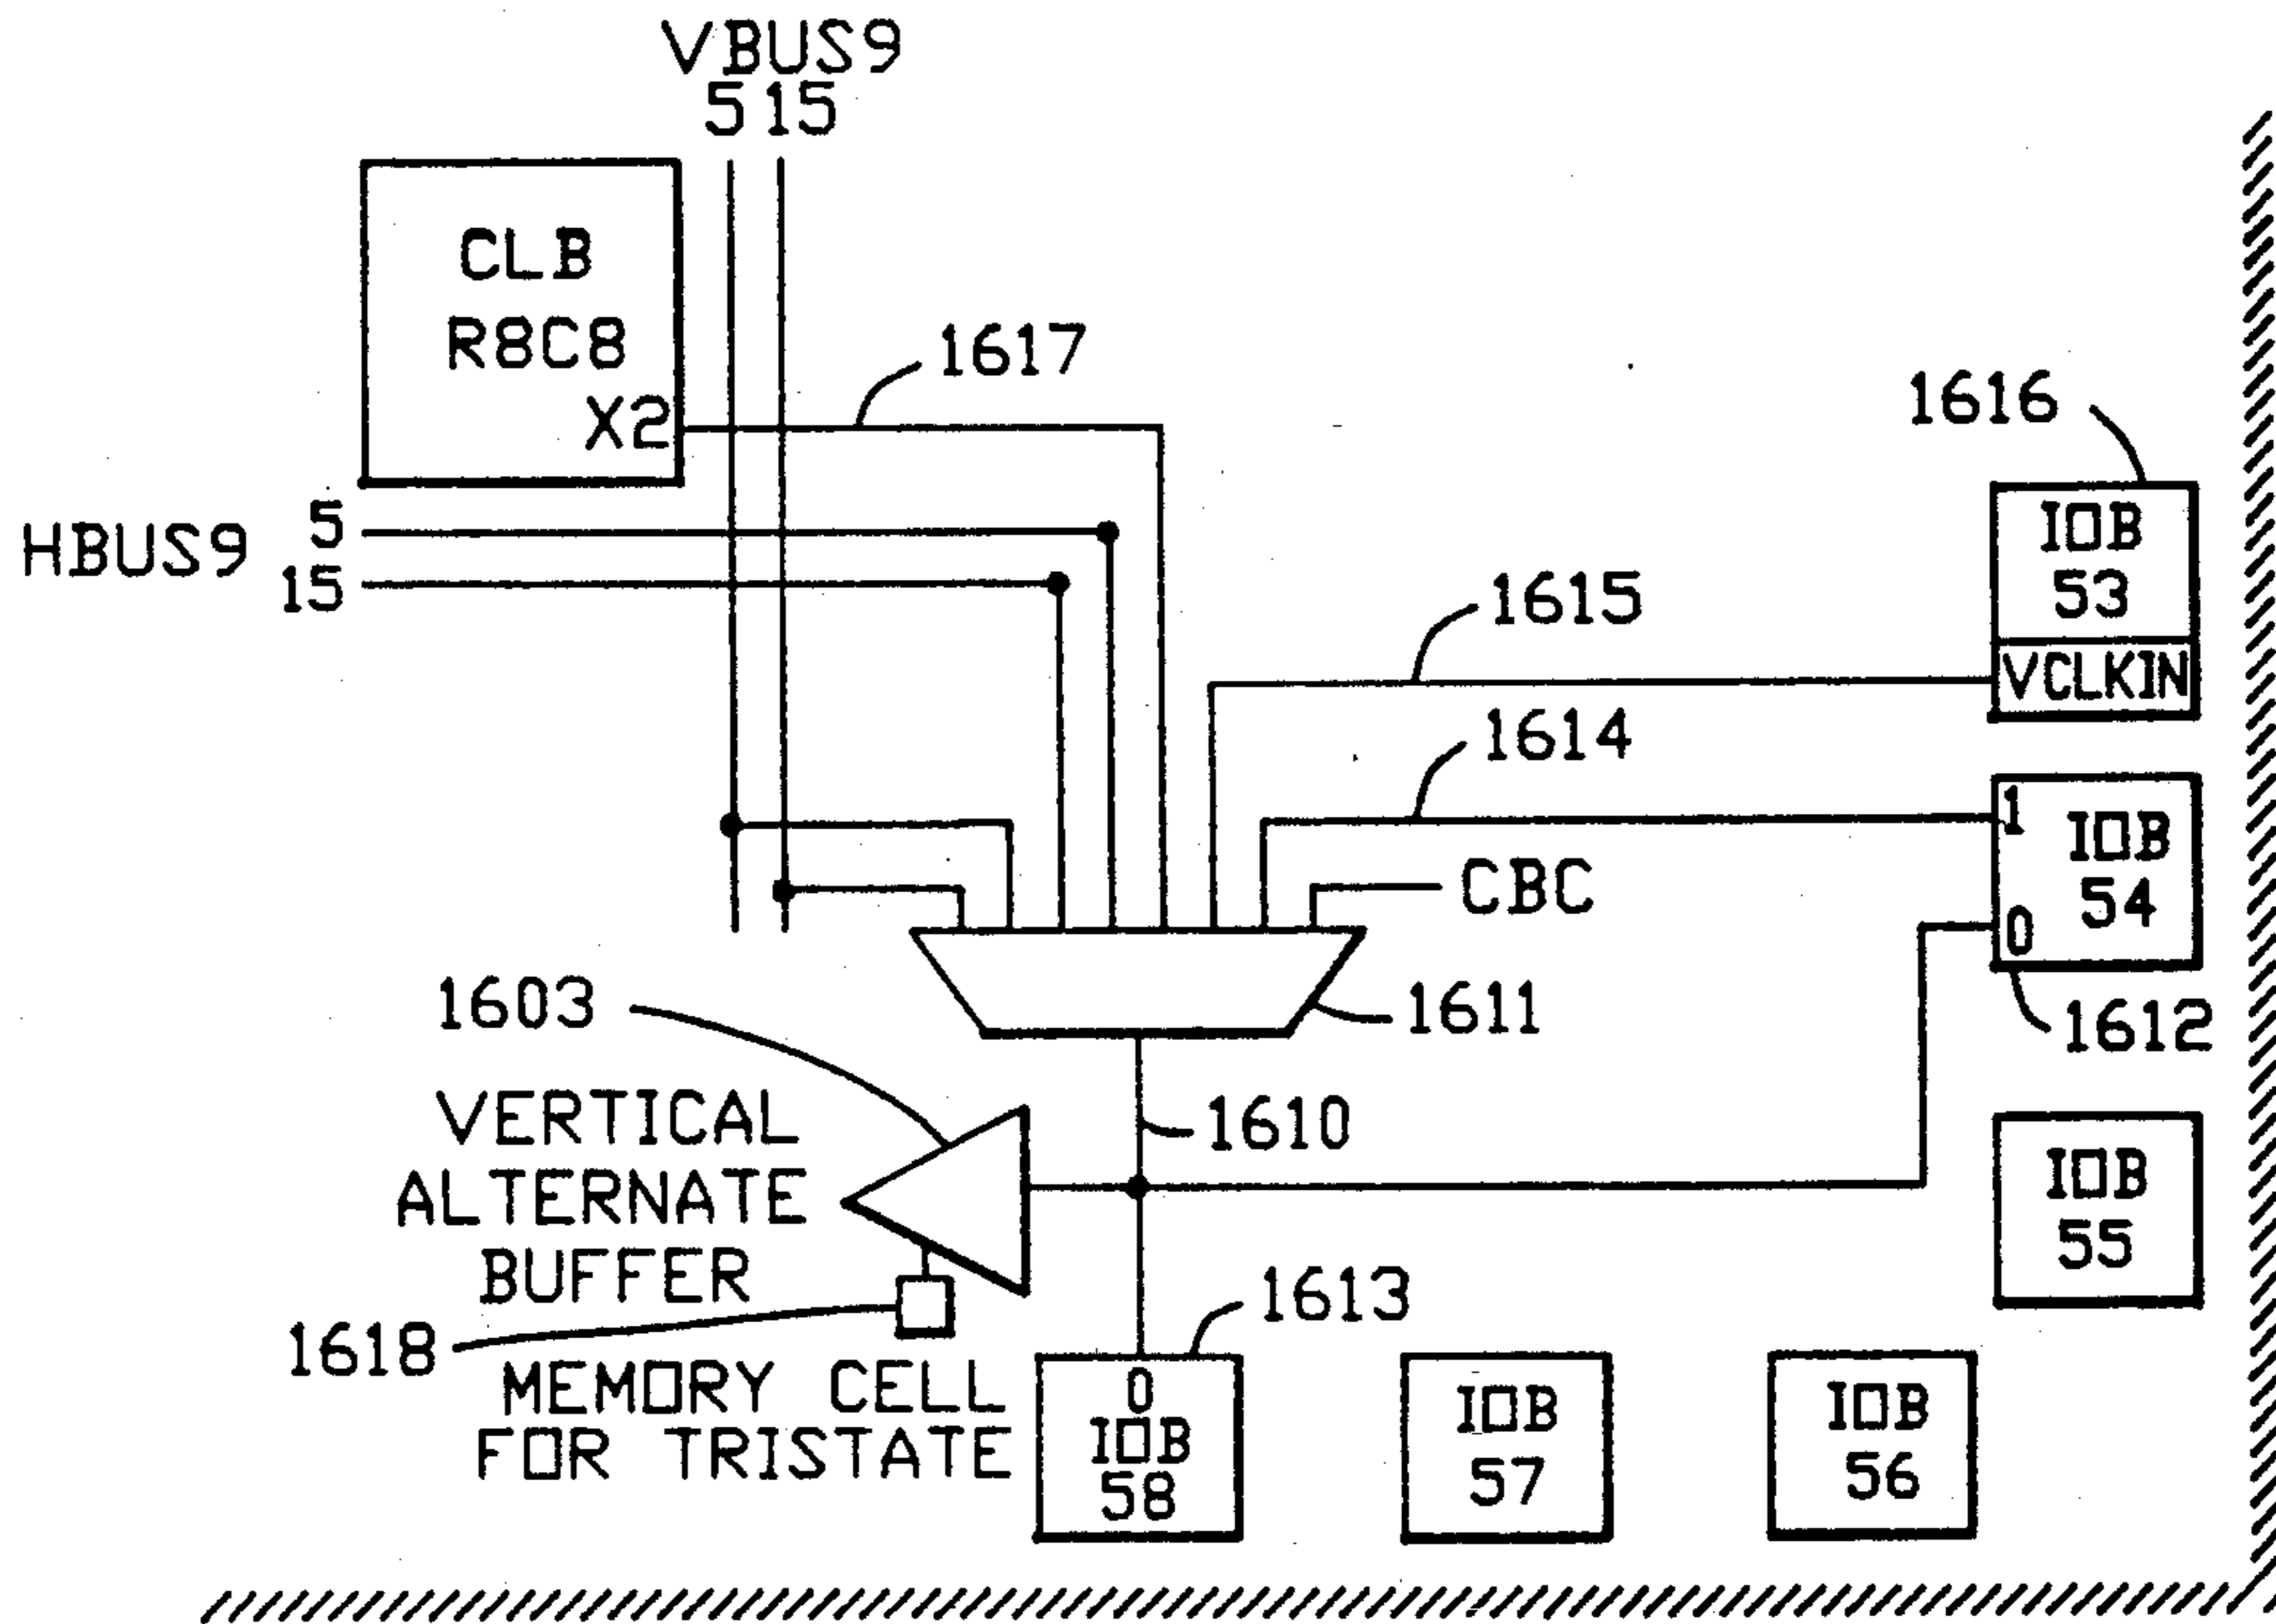 VBUS9
5 15
CLB
R8C8
X2
1617
1616
HBUS9
5
15
IOB
53
VCLKIN
1615
1614
1
IOB
54
0
CBC
1603
1611
1612
VERTICAL
ALTERNATE
BUFFER
1610
IOB
55
1618
1613
MEMORY CELL
FOR TRISTATE
0
IOB
58
IOB
57
IOB
56